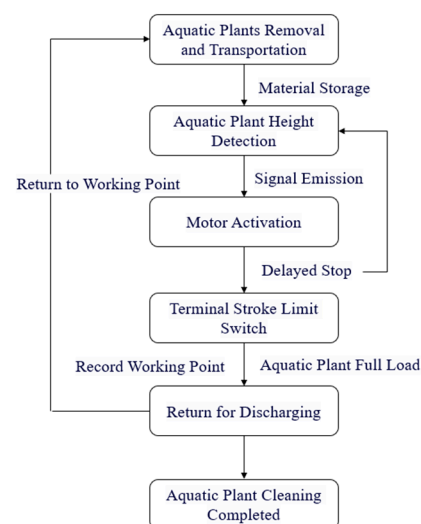 Aquatic Plants Removal
and Transportation
Material Storage
Aquatic Plant Height
Detection
Return to Working Point
Signal Emission
Motor Activation
Delayed Stop
Terminal Stroke Limit
Switch
Record Working Point
Aquatic Plant Full Load
Return for Discharging
Aquatic Plant Cleaning
Completed